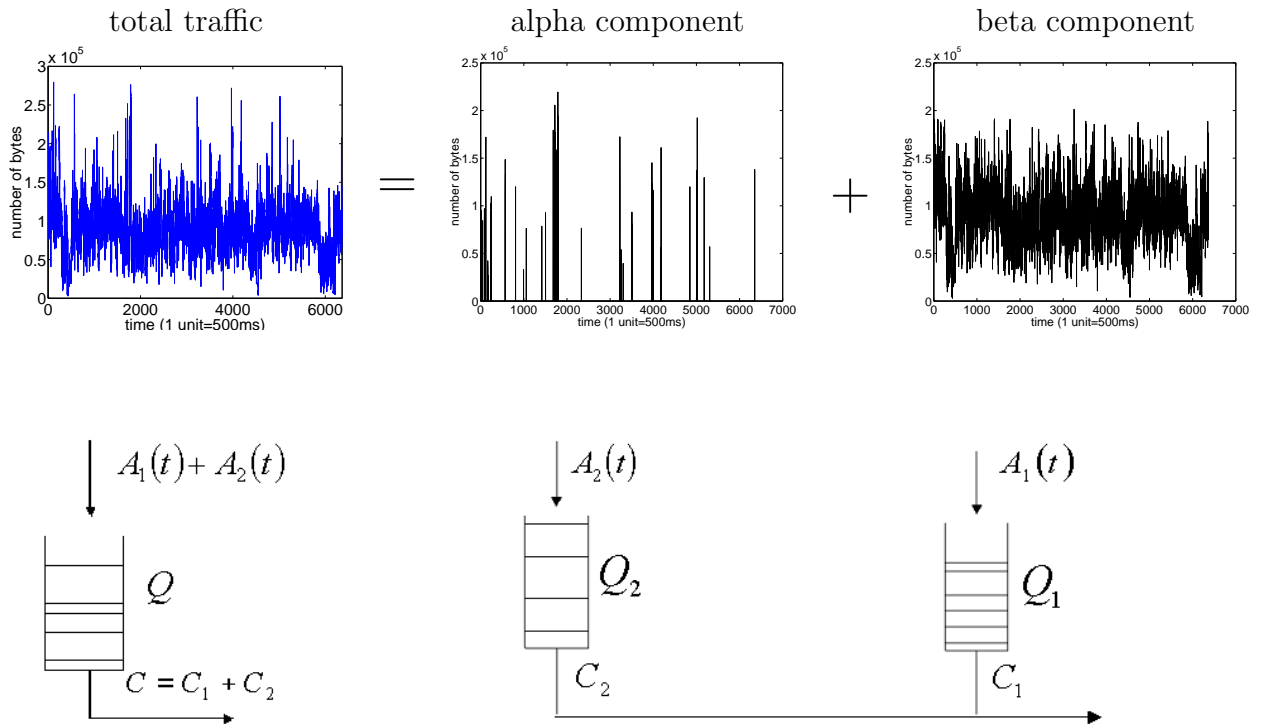 total traffic
alpha component
beta component
x 10^5
3
2.5
2
1.5
1
0.5
0
number of bytes
0 2000 4000 6000
time (1 unit=500ms)
=
x 10^5
2.5
2
1.5
1
0.5
0
number of bytes
0 1000 2000 3000 4000 5000 6000 7000
time (1 unit=500ms)
+
x 10^5
2.5
2
1.5
1
0.5
0
number of bytes
0 1000 2000 3000 4000 5000 6000 7000
time (1 unit=500ms)
A₁(t)+ A₂(t)
A₂(t)
A₁(t)
Q
Q₂
Q₁
C = C₁ + C₂
C₂
C₁